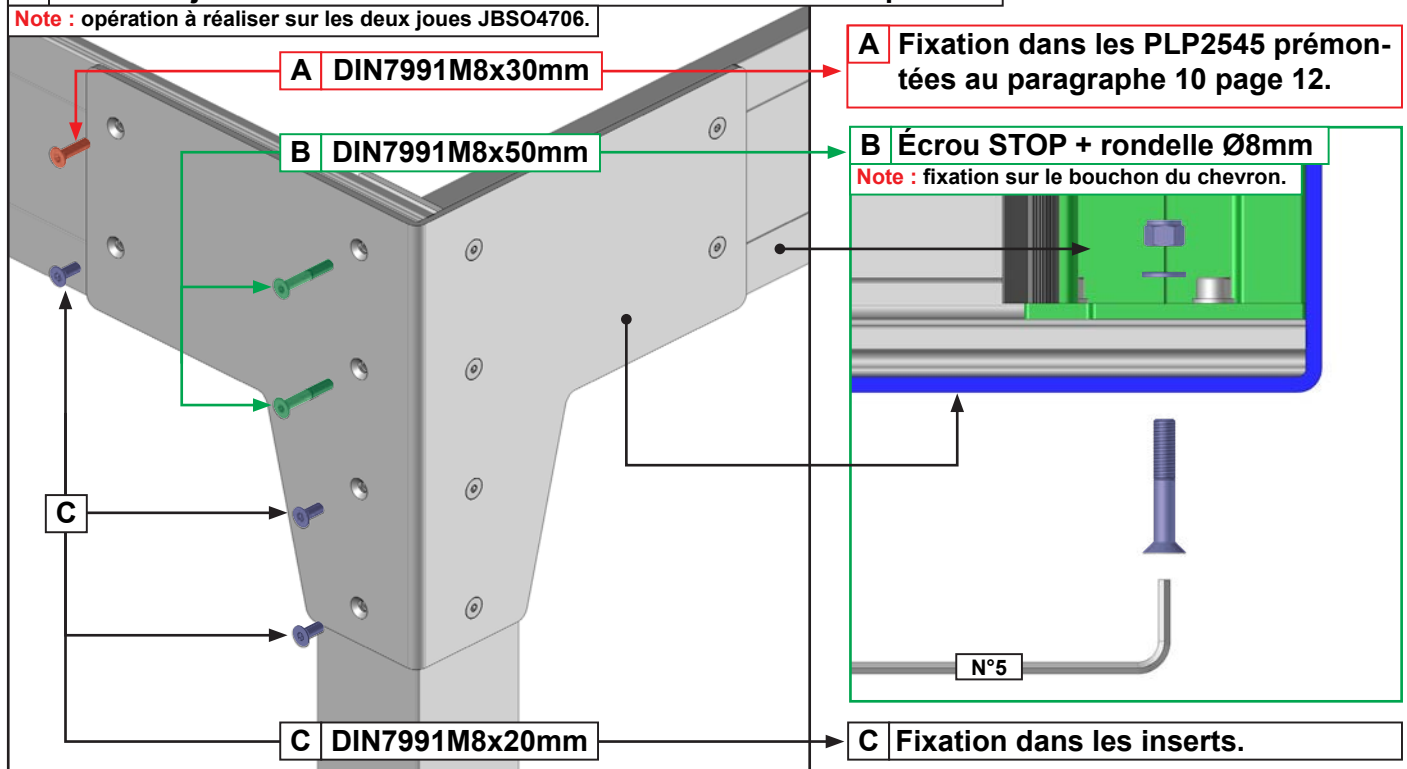 Note : opération à réaliser sur les deux joues JBSO4706.
A DIN7991M8x30mm
A Fixation dans les PLP2545 prémon-
tées au paragraphe 10 page 12.
B DIN7991M8x50mm
B Écrou STOP + rondelle Ø8mm
Note : fixation sur le bouchon du chevron.
C
N°5
C DIN7991M8x20mm
C Fixation dans les inserts.